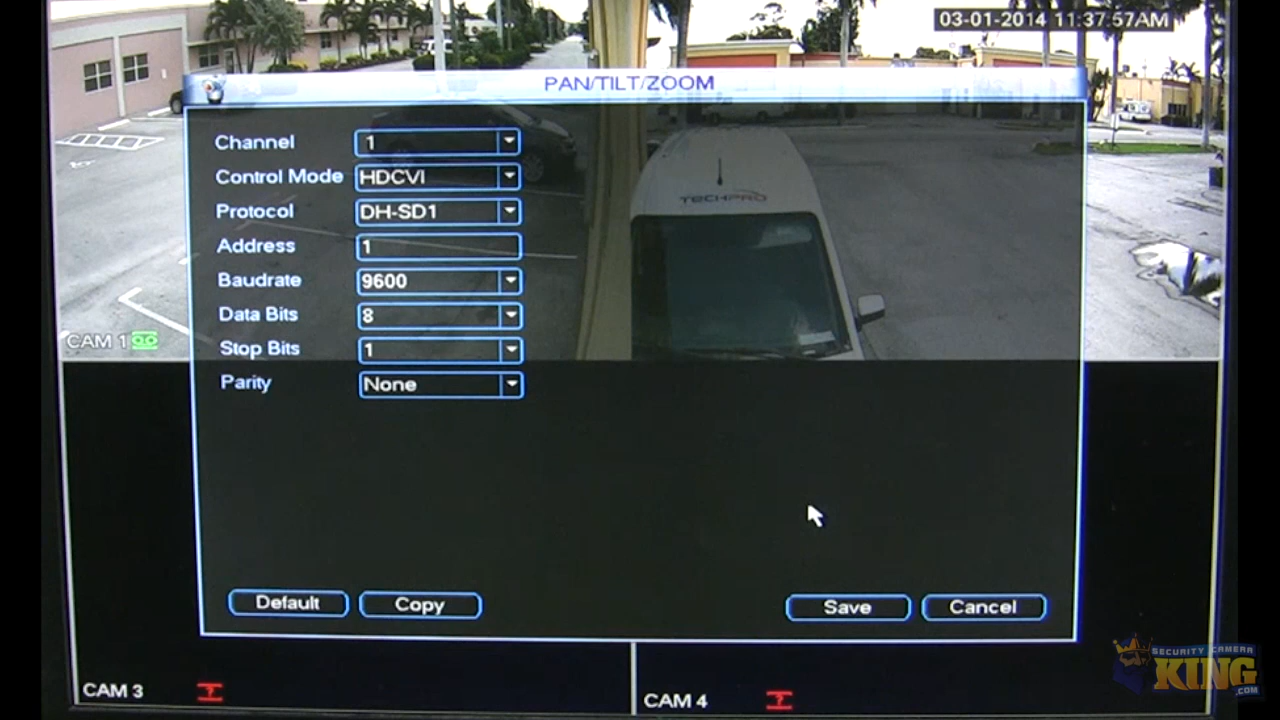 03-01-2014 11:37:57AM
PAN/TILT/ZOOM
Channel 1
Control Mode HDCVI
TECHPRO
Protocol DH-SD1
Address 1
Baudrate 9600
Data Bits 8
CAM 1
Stop Bits 1
Parity None
Default Copy Save Cancel
SECURITY CAMERA
KING
.COM
CAM 3
CAM 4